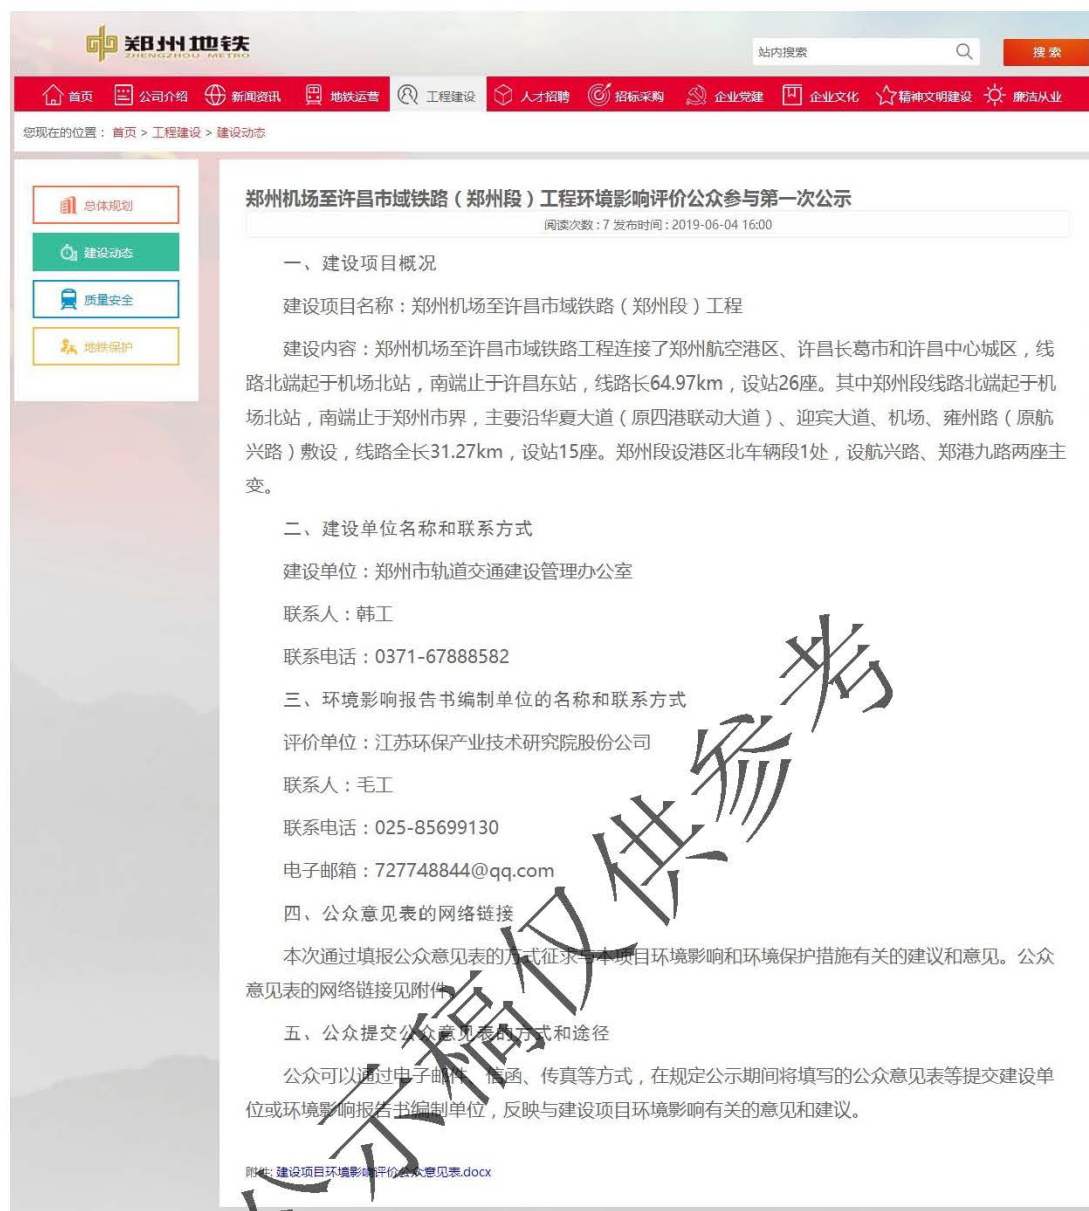 郑州地铁
ZHENGZHOU METRO
站内搜索
搜索
首页 公司介绍 新闻资讯 地铁运营 工程建设 人才招聘 招标采购 企业党建 企业文化 精神文明建设 廉洁从业
您现在的位置：首页 > 工程建设 > 建设动态
总体规划
建设动态
质量安全
地铁保护
郑州机场至许昌市域铁路（郑州段）工程环境影响评价公众参与第一次公示
阅读次数：7 发布时间：2019-06-04 16:00
一、建设项目概况
建设项目名称：郑州机场至许昌市域铁路（郑州段）工程
建设内容：郑州机场至许昌市域铁路工程连接了郑州航空港区、许昌长葛市和许昌中心城区，线
路北端起于机场北站，南端止于许昌东站，线路长64.97km，设站26座。其中郑州段线路北端起于机
场北站，南端止于郑州市界，主要沿华夏大道（原四港联动大道）、迎宾大道、机场、雍州路（原航
兴路）敷设，线路全长31.27km，设站15座。郑州段设港区北车辆段1处，设航兴路、郑港九路两座主
变。
二、建设单位名称和联系方式
建设单位：郑州市轨道交通建设管理办公室
联系人：韩工
联系电话：0371-67888582
三、环境影响报告书编制单位的名称和联系方式
评价单位：江苏环保产业技术研究院股份公司
联系人：毛工
联系电话：025-85699130
电子邮箱：727748844@qq.com
四、公众意见表的网络链接
本次通过填报公众意见表的方式征求与本项目环境影响和环境保护措施有关的建议和意见。公众
意见表的网络链接见附件。
五、公众提交公众意见表的方式和途径
公众可以通过电子邮件、信函、传真等方式，在规定公示期间将填写的公众意见表等提交建设单
位或环境影响报告书编制单位，反映与建设项目环境影响有关的意见和建议。
附件: 建设项目环境影响评价公众意见表.docx
示稿仅供参考